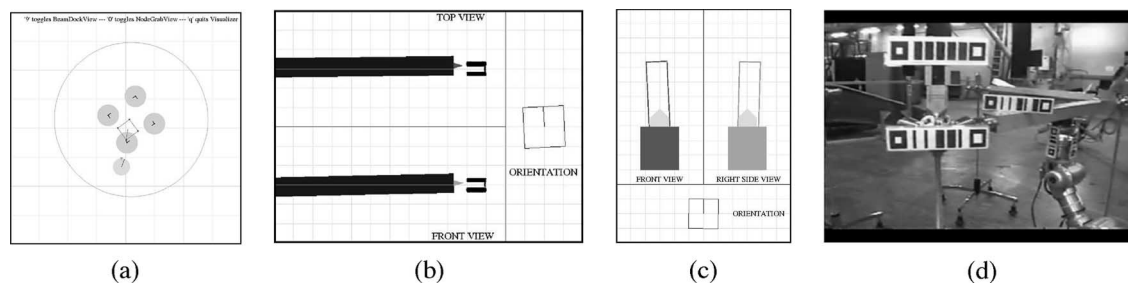 '9' toggles BeamDockView --- '0' toggles NodeGrabView --- 'q' quits Visualizer
TOP VIEW
ORIENTATION
FRONT VIEW
FRONT VIEW
RIGHT SIDE VIEW
ORIENTATION
(a)
(b)
(c)
(d)